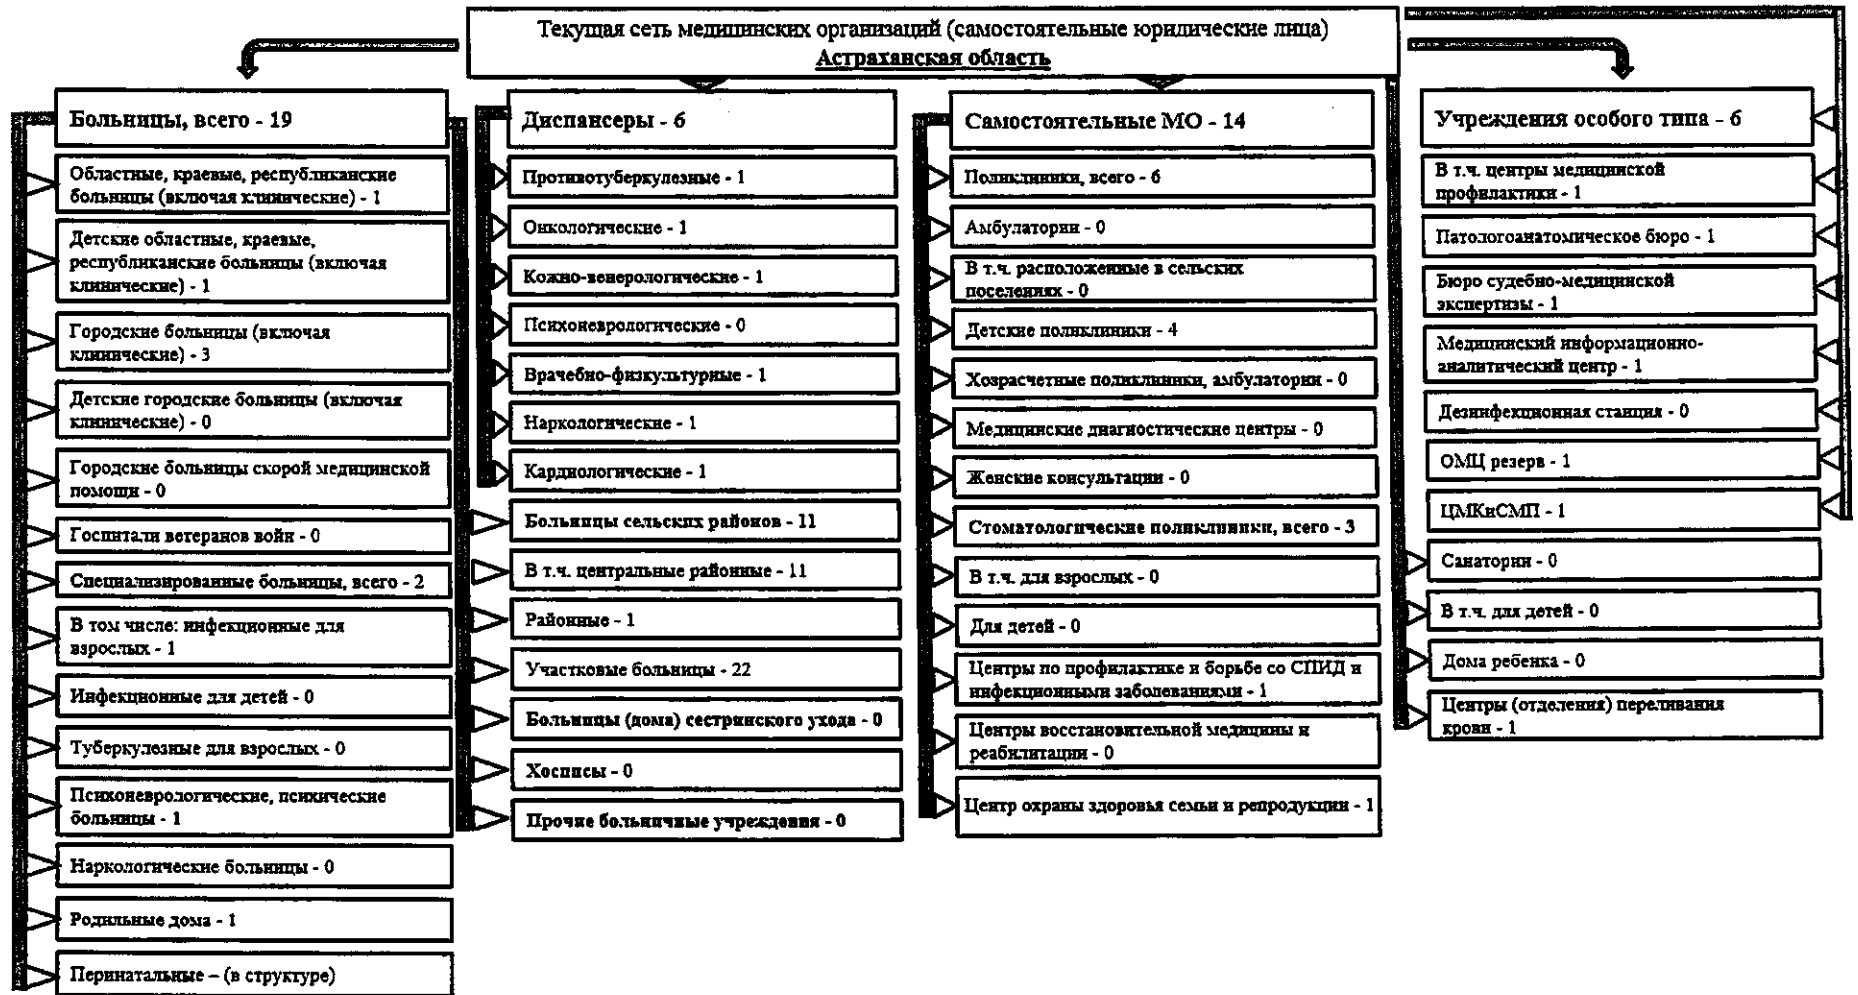 Текущая сеть медицинских организаций (самостоятельные юридические лица)
Астраханская область
Больницы, всего - 19
Областные, краевые, республиканские
больницы (включая клинические) - 1
Детские областные, краевые,
республиканские больницы (включая
клинические) - 1
Городские больницы (включая
клинические) - 3
Детские городские больницы (включая
клинические) - 0
Городские больницы скорой медицинской
помощи - 0
Госпитали ветеранов войн - 0
Специализированные больницы, всего - 2
В том числе: инфекционные для
взрослых - 1
Инфекционные для детей - 0
Туберкулезные для взрослых - 0
Психоневрологические, психические
больницы - 1
Наркологические больницы - 0
Родильные дома - 1
Перинатальные – (в структуре)
Диспансеры - 6
Противотуберкулезные - 1
Онкологические - 1
Кожно-венерологические - 1
Психоневрологические - 0
Врачебно-физкультурные - 1
Наркологические - 1
Кардиологические - 1
Больницы сельских районов - 11
В т.ч. центральные районные - 11
Районные - 1
Участковые больницы - 22
Больницы (дома) сестринского ухода - 0
Хосписы - 0
Прочие больничные учреждения - 0
Самостоятельные МО - 14
Поликлиники, всего - 6
Амбулатории - 0
В т.ч. расположенные в сельских
поселениях - 0
Детские поликлиники - 4
Хозрасчетные поликлиники, амбулатории - 0
Медицинские диагностические центры - 0
Женские консультации - 0
Стоматологические поликлиники, всего - 3
В т.ч. для взрослых - 0
Для детей - 0
Центры по профилактике и борьбе со СПИД и
инфекционными заболеваниями - 1
Центры восстановительной медицины и
реабилитации - 0
Центр охраны здоровья семьи и репродукции - 1
Учреждения особого типа - 6
В т.ч. центры медицинской
профилактики - 1
Патологоанатомическое бюро - 1
Бюро судебно-медицинской
экспертизы - 1
Медицинский информационно-
аналитический центр - 1
Дезинфекционная станция - 0
ОМЦ резерв - 1
ЦМКиСМП - 1
Санатории - 0
В т.ч. для детей - 0
Дома ребенка - 0
Центры (отделения) переливания
крови - 1